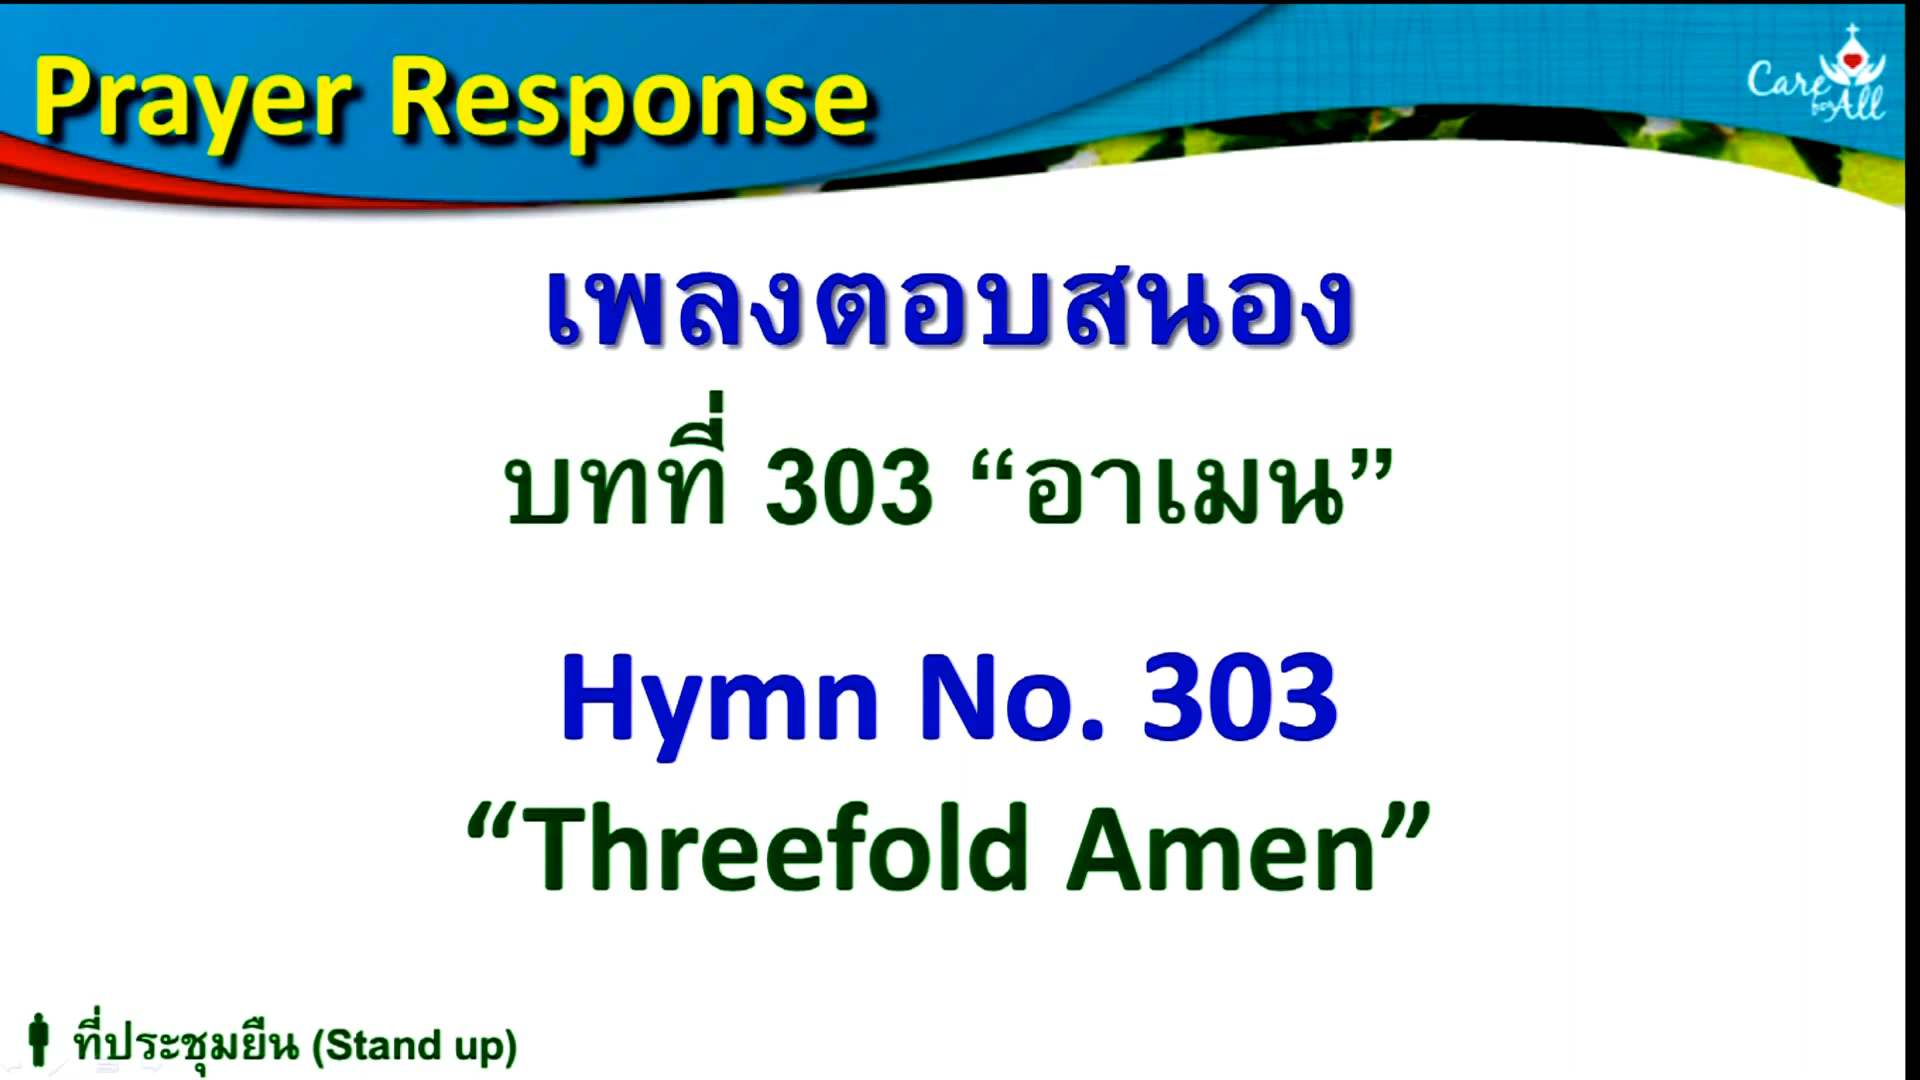 Prayer Response
Care
for All
เพลงตอบสนอง
บทที่ 303 “อาเมน”
Hymn No. 303
“Threefold Amen”
ที่ประชุมยืน (Stand up)